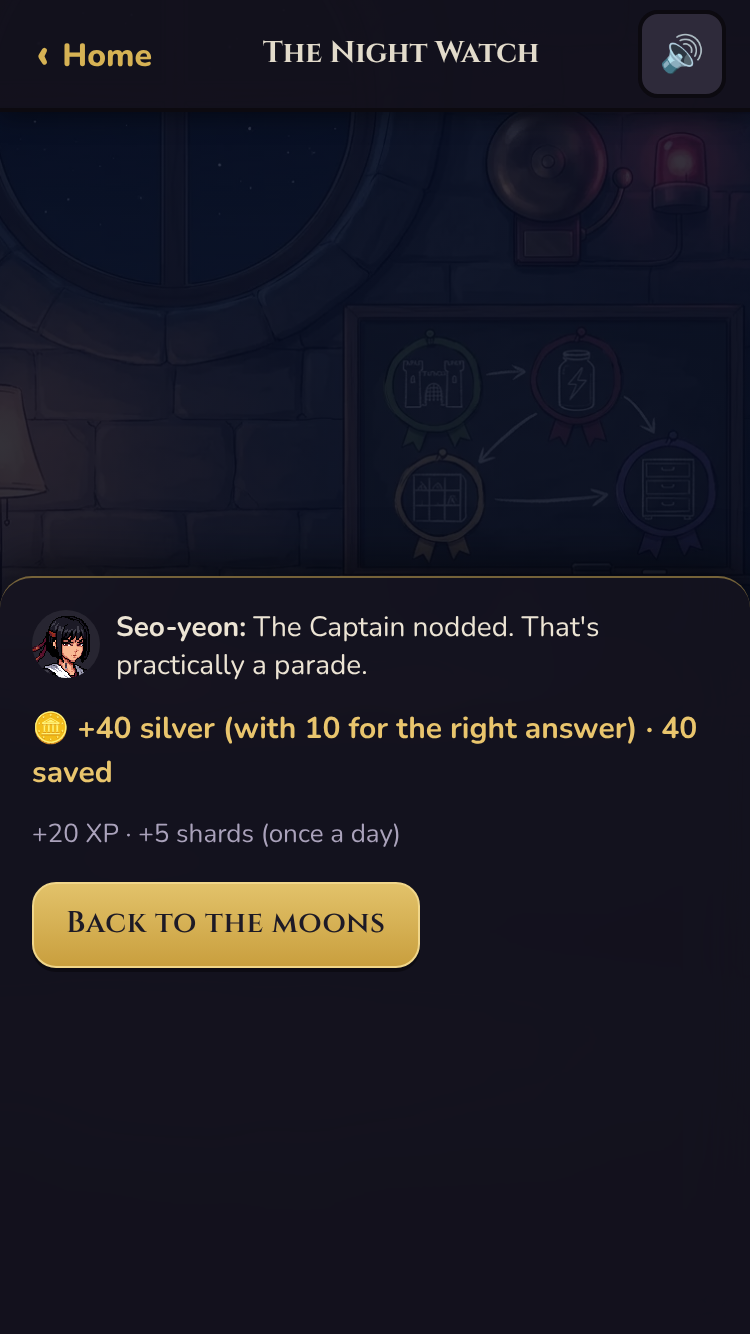 ‹ Home
The Night Watch
Seo-yeon: The Captain nodded. That's
practically a parade.
+40 silver (with 10 for the right answer) · 40
saved
+20 XP · +5 shards (once a day)
Back to the moons